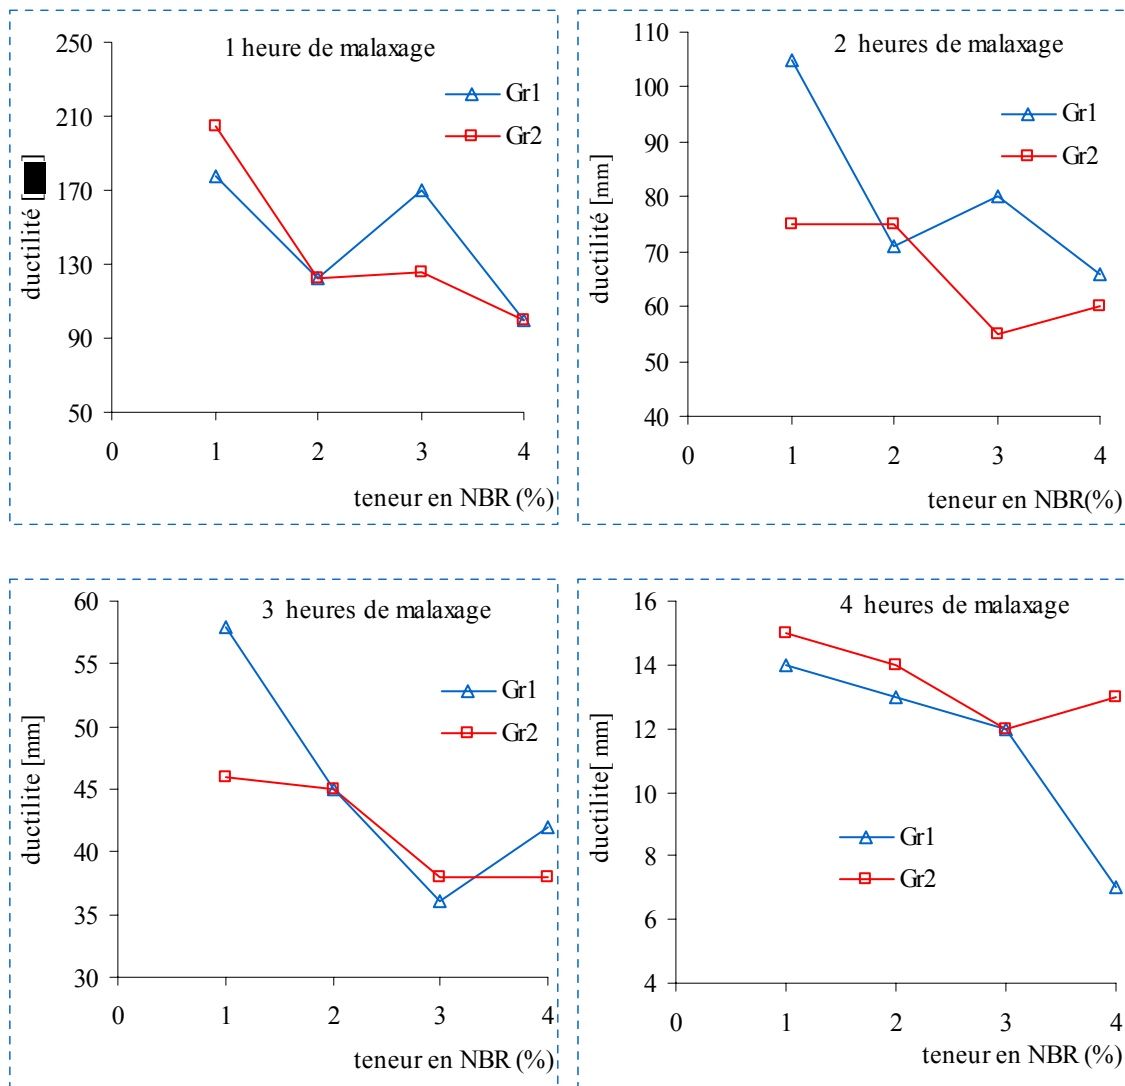 1 heure de malaxage
Gr1
Gr2
250
210
170
130
90
50
0
1
2
3
4
ductilité [ ]
teneur en NBR (%)
2 heures de malaxage
Gr1
Gr2
110
100
90
80
70
60
50
40
0
1
2
3
4
ductilité [mm]
teneur en NBR(%)
3 heures de malaxage
Gr1
Gr2
60
55
50
45
40
35
30
0
1
2
3
4
ductilite [mm]
teneur en NBR (%)
4 heures de malaxage
Gr1
Gr2
16
14
12
10
8
6
4
0
1
2
3
4
ductilite[ mm]
teneur en NBR (%)